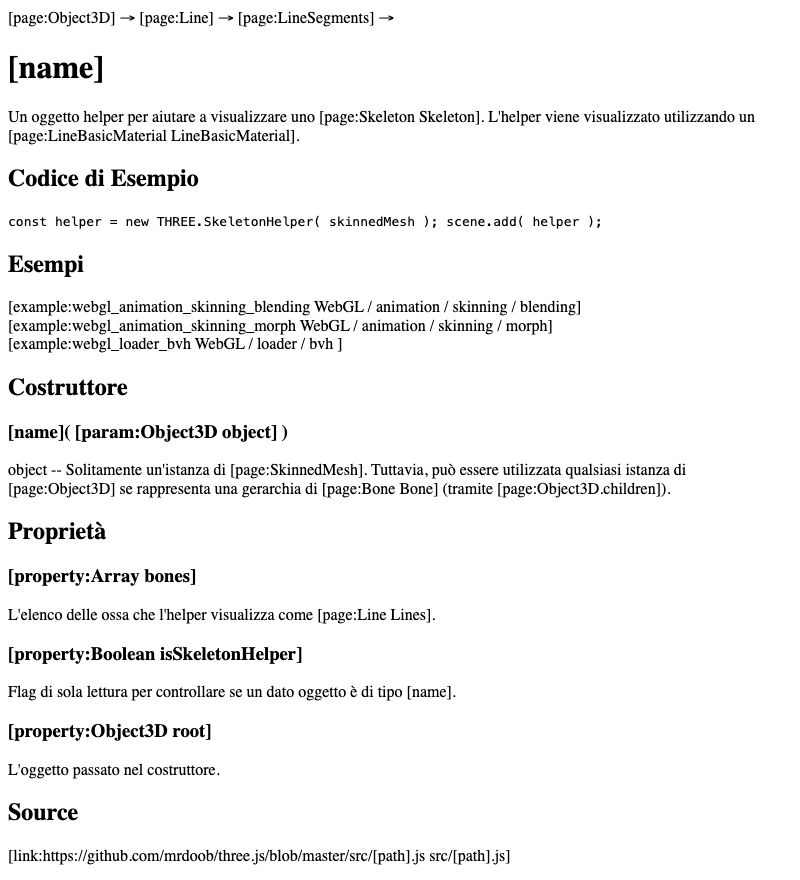 [page:Object3D] → [page:Line] → [page:LineSegments] →
[name]
Un oggetto helper per aiutare a visualizzare uno [page:Skeleton Skeleton]. L'helper viene visualizzato utilizzando un
[page:LineBasicMaterial LineBasicMaterial].
Codice di Esempio
const helper = new THREE.SkeletonHelper( skinnedMesh ); scene.add( helper );
Esempi
[example:webgl_animation_skinning_blending WebGL / animation / skinning / blending]
[example:webgl_animation_skinning_morph WebGL / animation / skinning / morph]
[example:webgl_loader_bvh WebGL / loader / bvh ]
Costruttore
[name]( [param:Object3D object] )
object -- Solitamente un'istanza di [page:SkinnedMesh]. Tuttavia, può essere utilizzata qualsiasi istanza di
[page:Object3D] se rappresenta una gerarchia di [page:Bone Bone] (tramite [page:Object3D.children]).
Proprietà
[property:Array bones]
L'elenco delle ossa che l'helper visualizza come [page:Line Lines].
[property:Boolean isSkeletonHelper]
Flag di sola lettura per controllare se un dato oggetto è di tipo [name].
[property:Object3D root]
L'oggetto passato nel costruttore.
Source
[link:https://github.com/mrdoob/three.js/blob/master/src/[path].js src/[path].js]